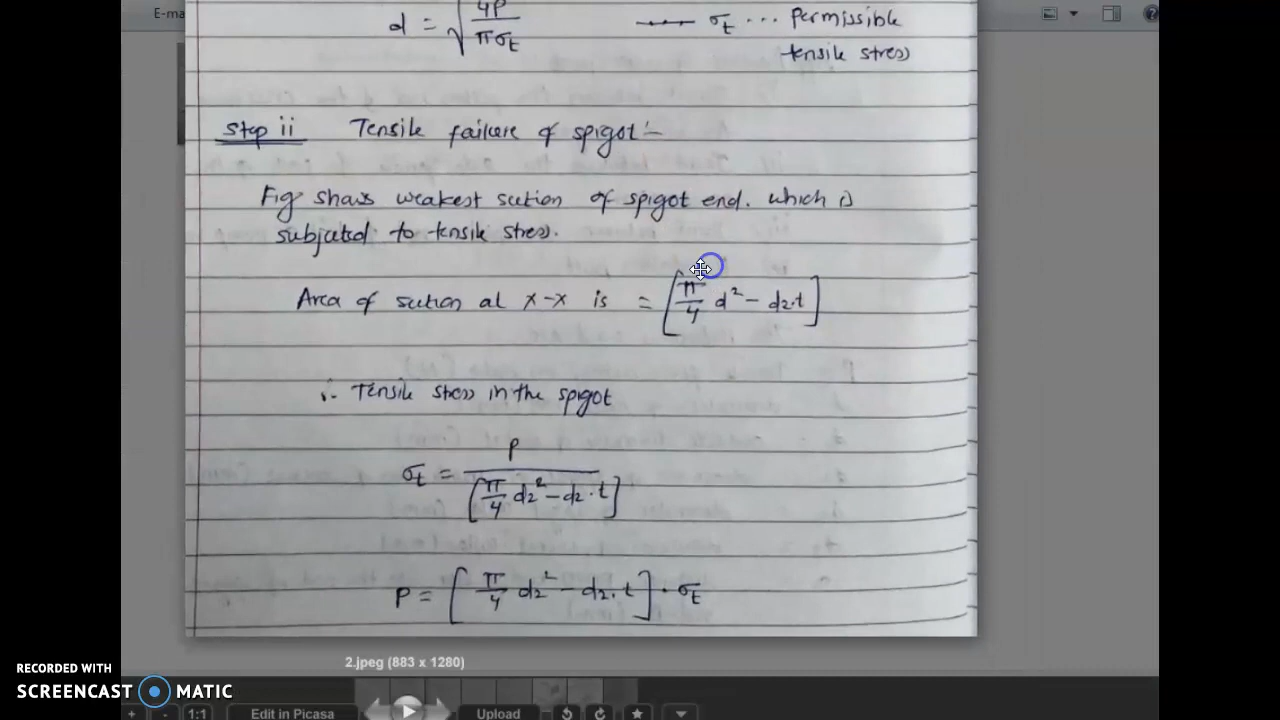 E-ma
d = √(4P / πσt) —— σt ... Permissible
tensile stress
Step ii Tensile failure of spigot :-
Fig shows weakest section of spigot end. which is
subjected to tensile stress.
Area of section at X-X is = [π/4 d² - d2.t]
∴ Tensile stress in the spigot
σt = P / [π/4 d2² - d2.t]
P = [π/4 d2² - d2.t] . σt
2.jpeg (883 x 1280)
RECORDED WITH
SCREENCAST MATIC
+ - 1:1 Edit in Picasa Upload